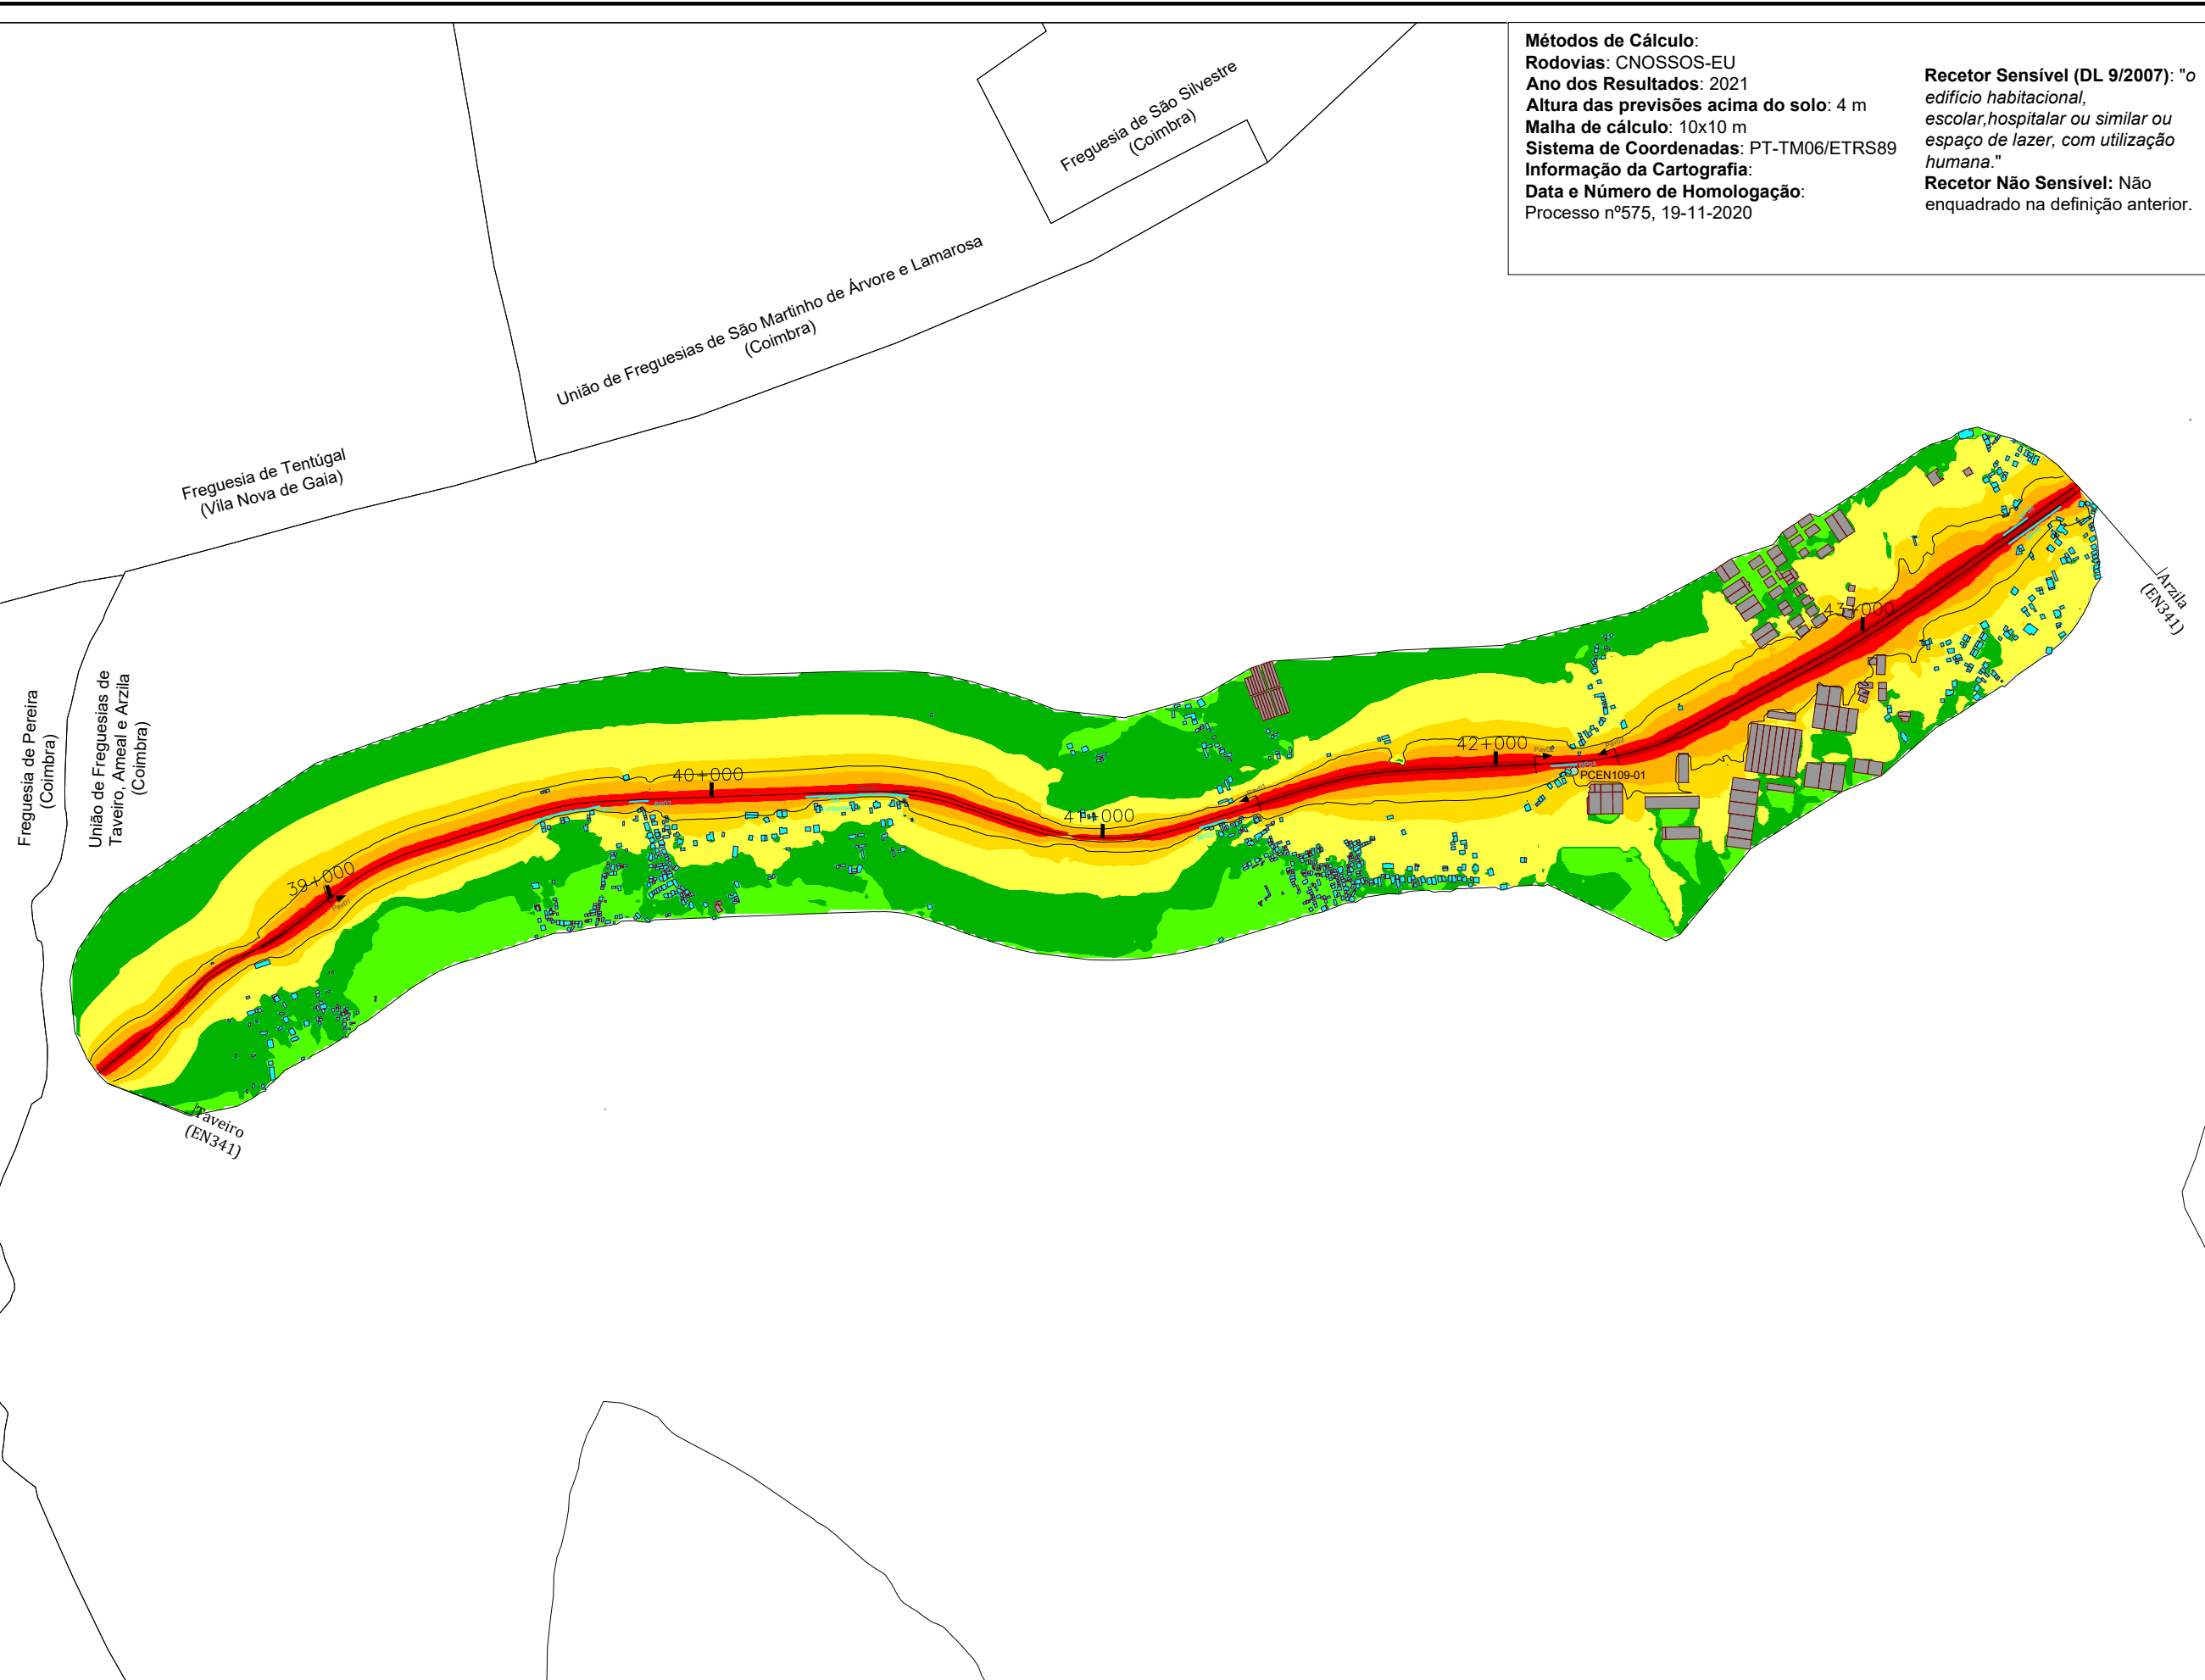 Métodos de Cálculo:
Rodovias: CNOSSOS-EU
Ano dos Resultados: 2021
Altura das previsões acima do solo: 4 m
Malha de cálculo: 10x10 m
Sistema de Coordenadas: PT-TM06/ETRS89
Informação da Cartografia:
Data e Número de Homologação:
Processo nº575, 19-11-2020
Recetor Sensível (DL 9/2007): "o
edifício habitacional,
escolar,hospitalar ou similar ou
espaço de lazer, com utilização
humana."
Recetor Não Sensível: Não
enquadrado na definição anterior.
Freguesia de São Silvestre
(Coimbra)
União de Freguesias de São Martinho de Árvore e Lamarosa
(Coimbra)
Freguesia de Tentúgal
(Vila Nova de Gaia)
Freguesia de Pereira
(Coimbra)
União de Freguesias de
Taveiro, Ameal e Arzila
(Coimbra)
Arzila
(EN341)
43+000
42+000
Pav02
PCEN109-01
40+000
41+000
Pav01
39+000
Pav01
Taveiro
(EN341)